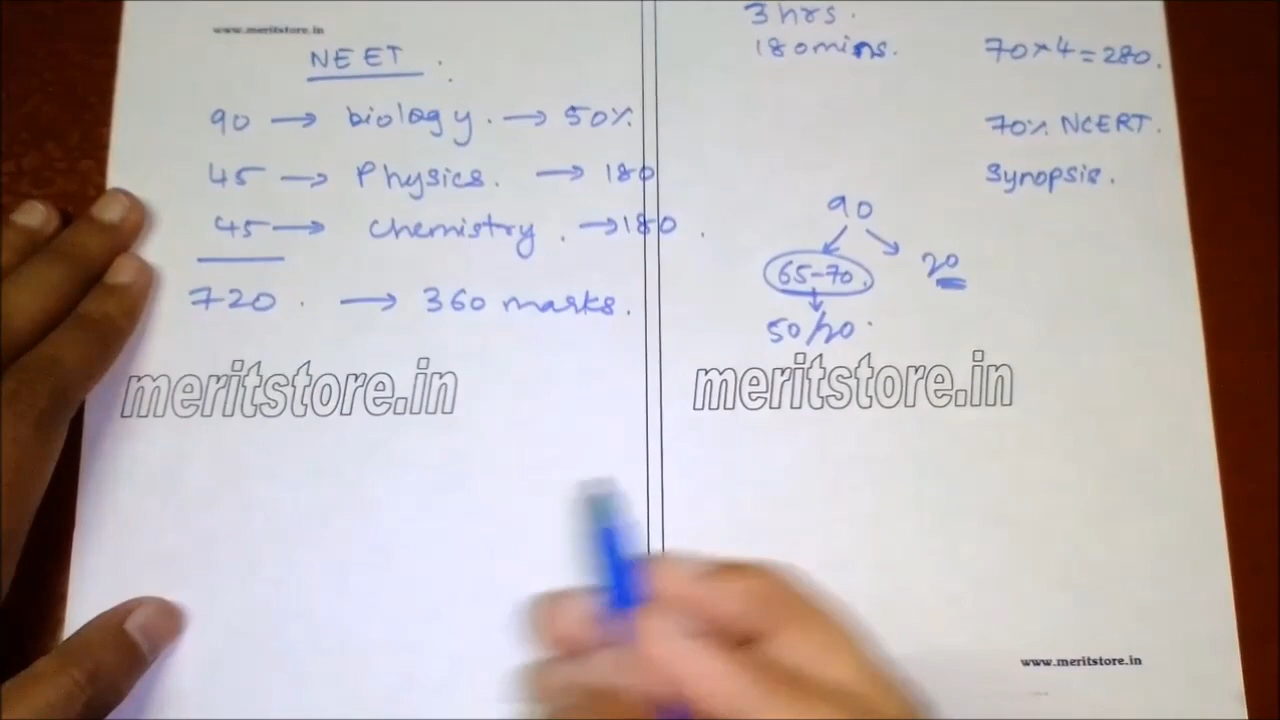 www.meritstore.in
NEET.
90 → biology. → 50%
45 → Physics. → 180
45 → chemistry. → 180.
720. → 360 marks.
meritstore.in
3 hrs.
180 mins.
70×4=280.
70% NCERT.
Synopsis.
90
65-70.
20
50/20.
meritstore.in
www.meritstore.in